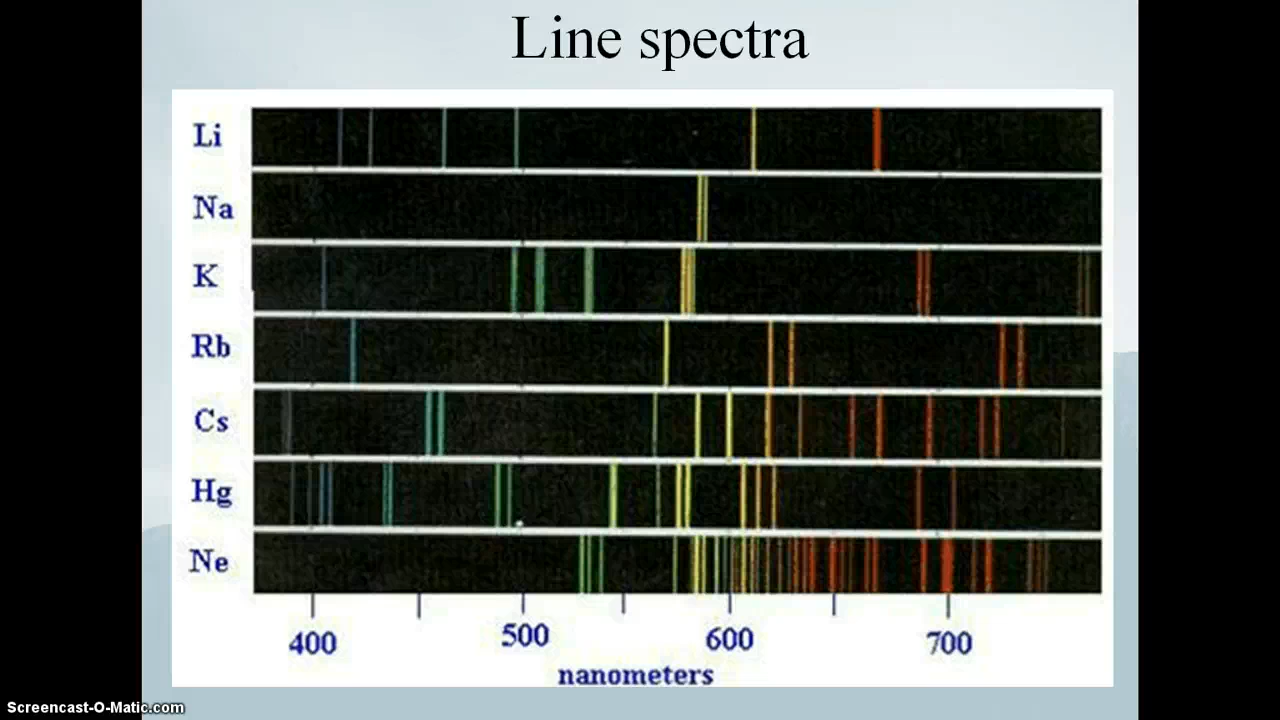 Line spectra
Li
Na
K
Rb
Cs
Hg
Ne
400 500 600 700
nanometers
Screencast-O-Matic.com